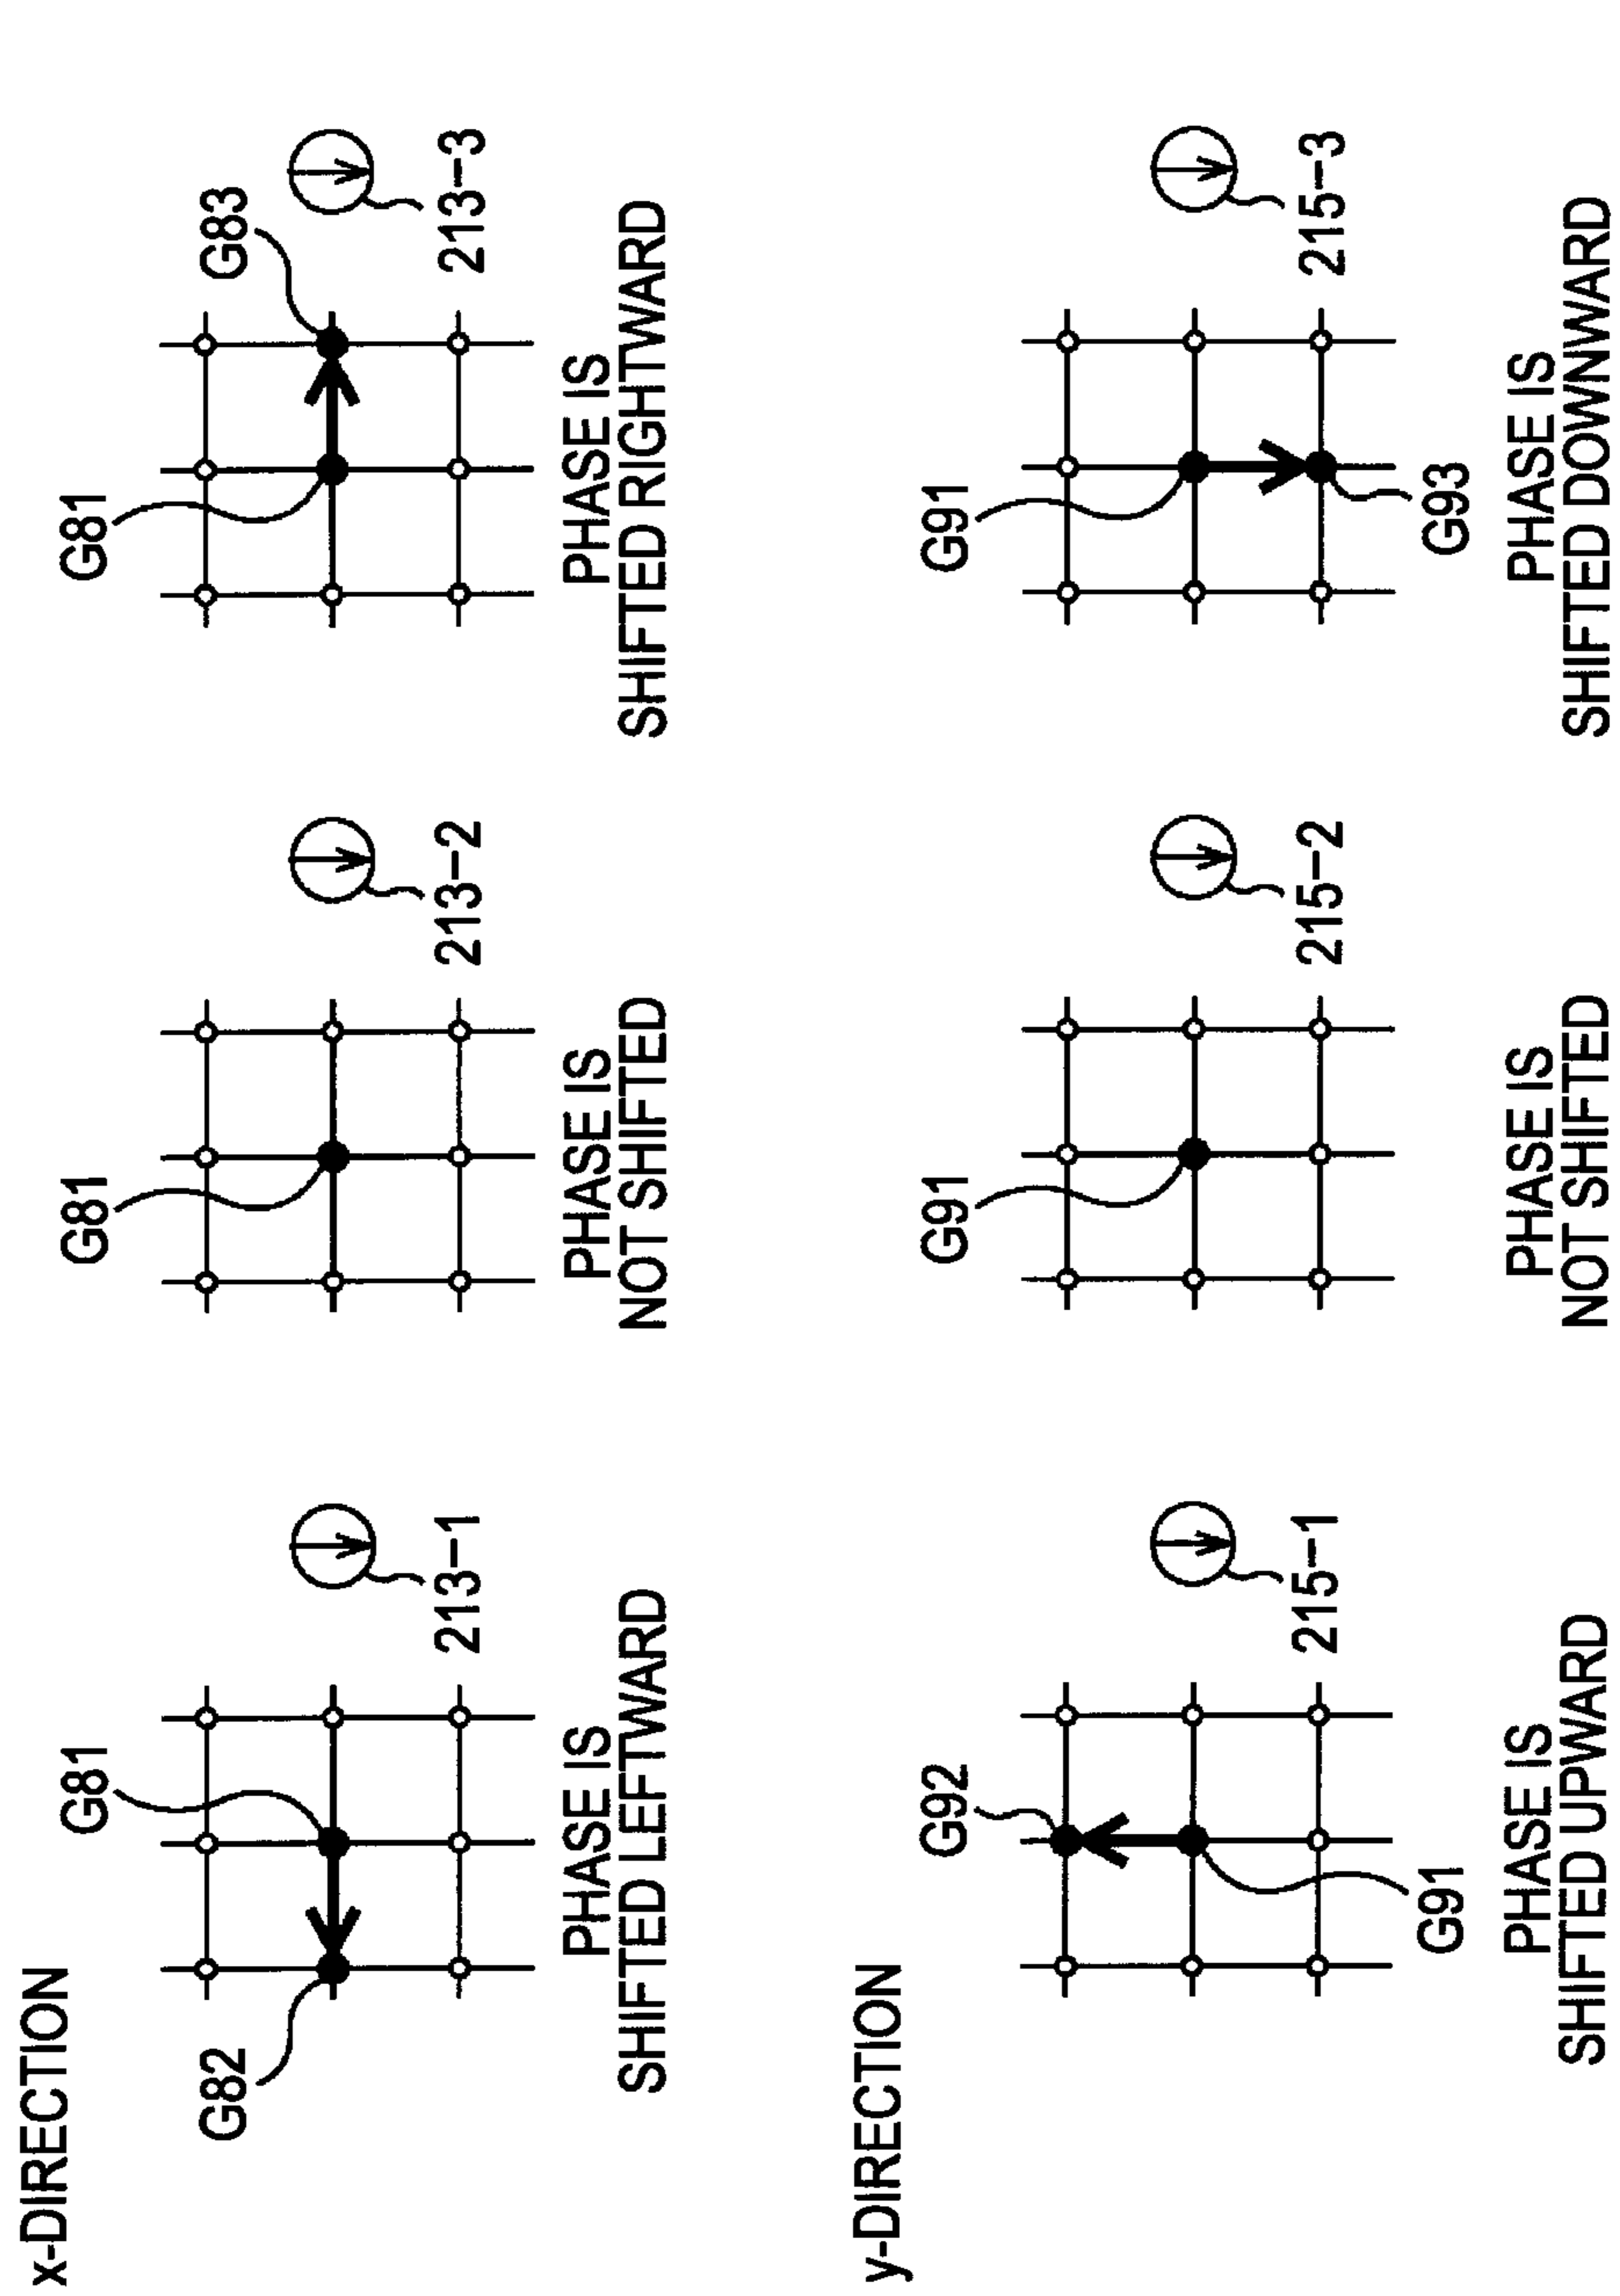 x-DIRECTION
G82
G81
213-1
PHASE IS
SHIFTED LEFTWARD
G81
213-2
PHASE IS
NOT SHIFTED
G81
G83
213-3
PHASE IS
SHIFTED RIGHTWARD
y-DIRECTION
G92
G91
215-1
PHASE IS
SHIFTED UPWARD
G91
215-2
PHASE IS
NOT SHIFTED
G91
G93
215-3
PHASE IS
SHIFTED DOWNWARD